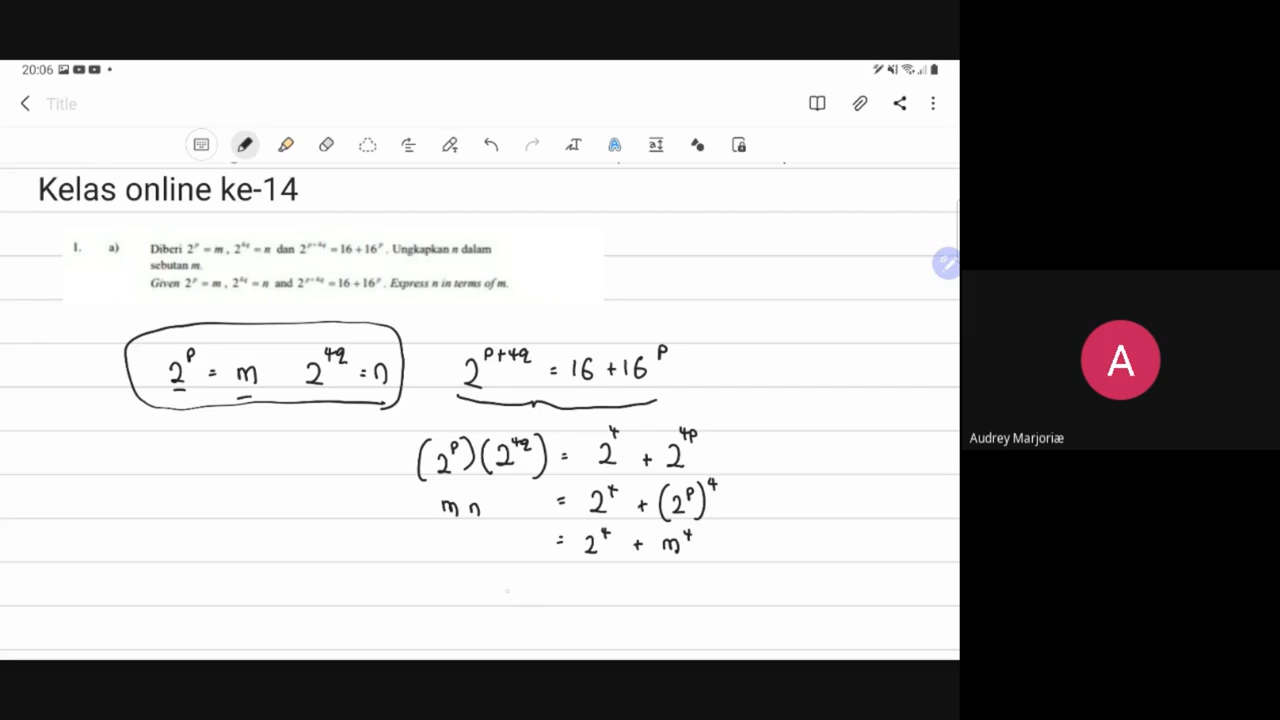 20:06
Title
Kelas online ke-14
1. a) Diberi 2^p = m, 2^{4q} = n dan 2^{p+4q} = 16 + 16^p. Ungkapkan n dalam
sebutan m.
Given 2^p = m, 2^{4q} = n and 2^{p+4q} = 16 + 16^p. Express n in terms of m.
2^p = m 2^{4q} = n 2^{p+4q} = 16 + 16^p
(2^p)(2^{4q}) = 2^4 + 2^{4p}
mn = 2^4 + (2^p)^4
= 2^4 + m^4
A
Audrey Marjoriæ